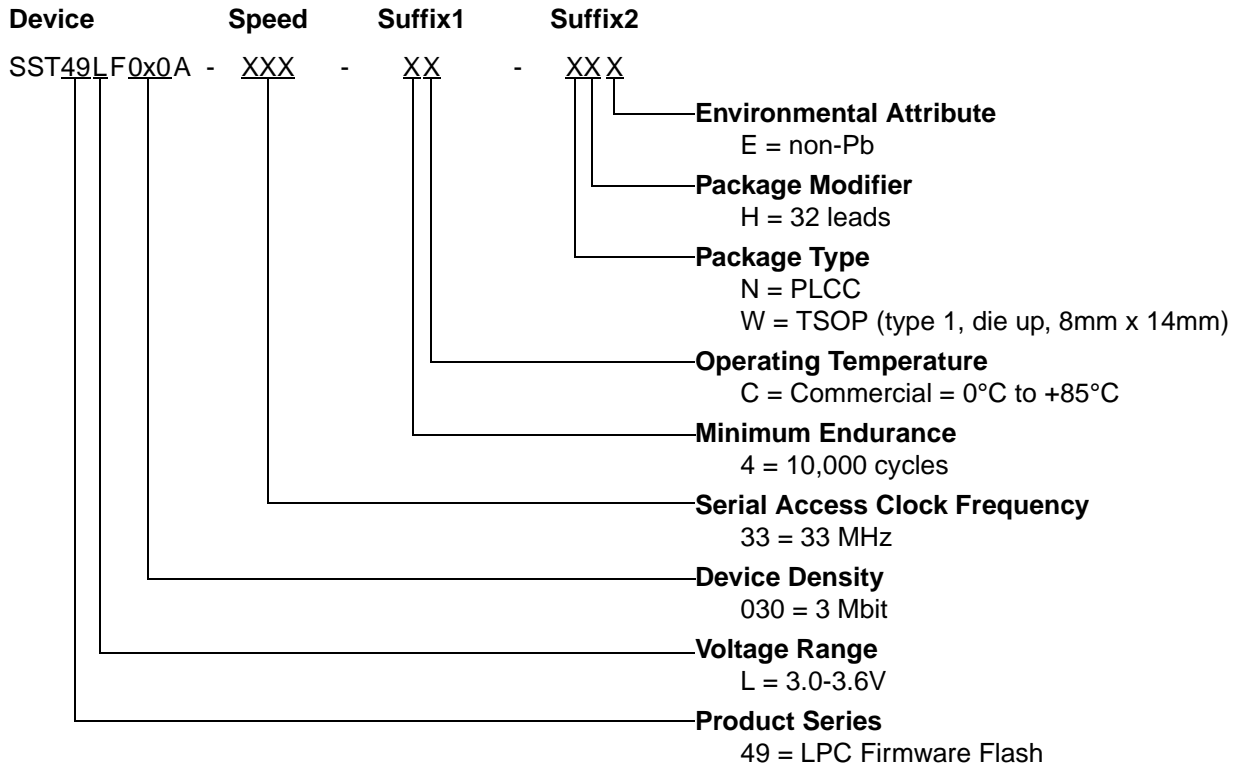 Device Speed Suffix1 Suffix2
SST49LF0x0A - XXX - XX - XX X
Environmental Attribute
E = non-Pb
Package Modifier
H = 32 leads
Package Type
N = PLCC
W = TSOP (type 1, die up, 8mm x 14mm)
Operating Temperature
C = Commercial = 0°C to +85°C
Minimum Endurance
4 = 10,000 cycles
Serial Access Clock Frequency
33 = 33 MHz
Device Density
030 = 3 Mbit
Voltage Range
L = 3.0-3.6V
Product Series
49 = LPC Firmware Flash